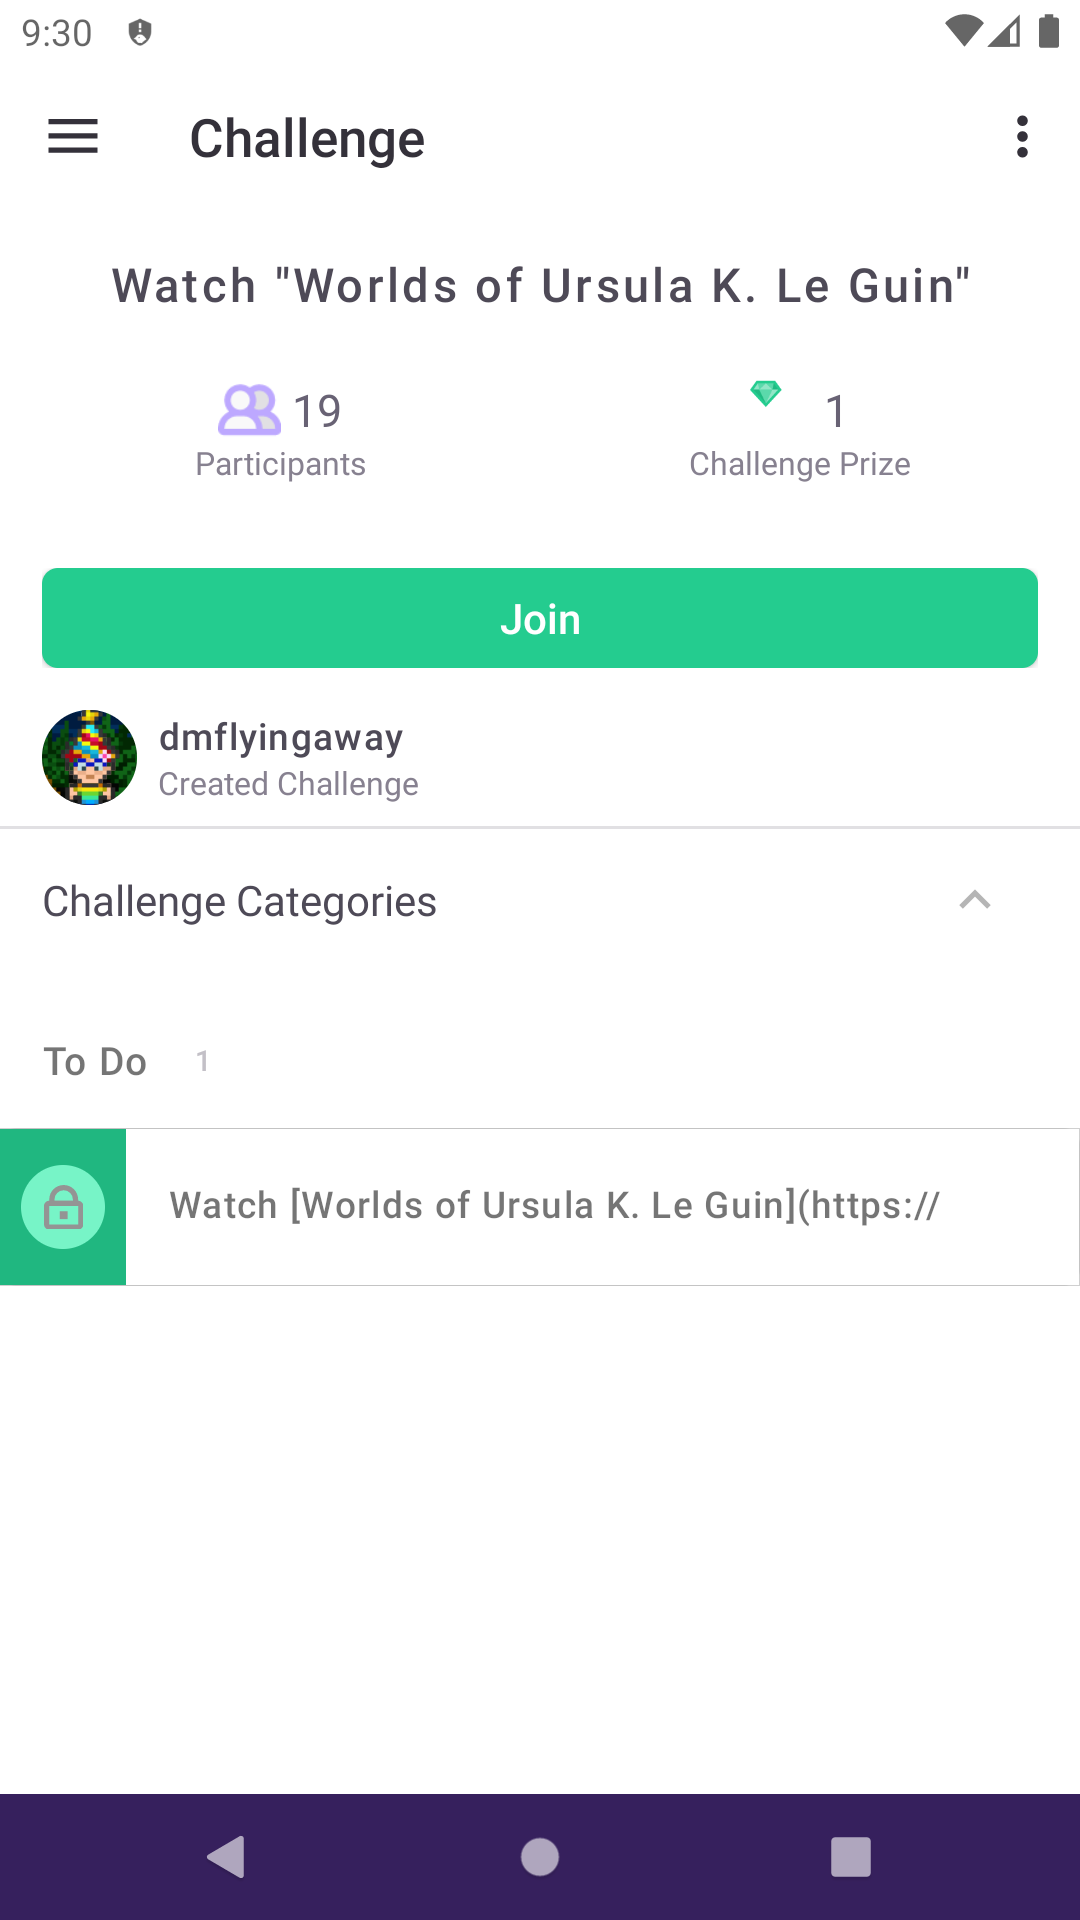 9:30
Challenge
Watch "Worlds of Ursula K. Le Guin"
19
Participants
1
Challenge Prize
Join
dmflyingaway
Created Challenge
Challenge Categories
To Do 1
Watch [Worlds of Ursula K. Le Guin](https://